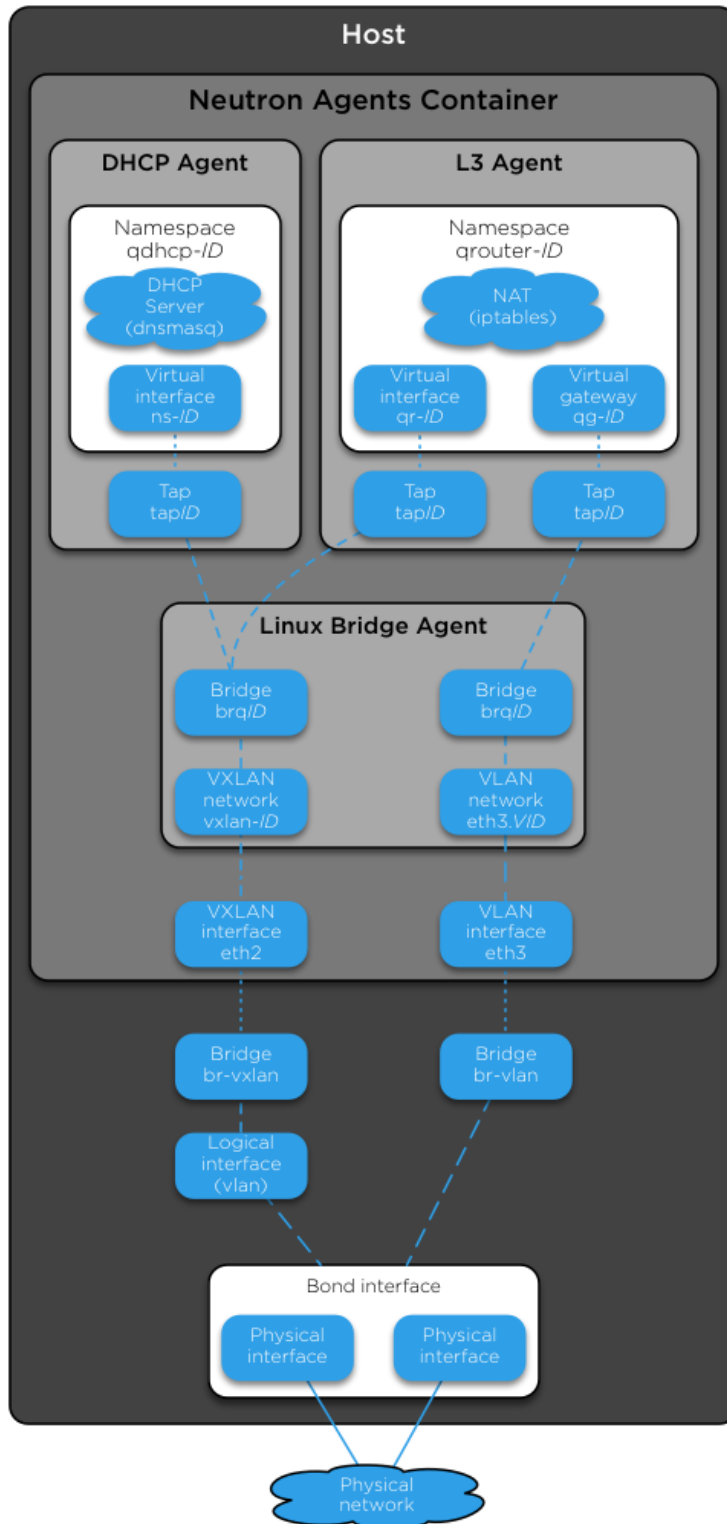 Host
Neutron Agents Container
DHCP Agent
Namespace
qdhcp-ID
DHCP
Server
(dnsmasq)
Virtual
interface
ns-ID
Tap
tapID
L3 Agent
Namespace
qrouter-ID
NAT
(iptables)
Virtual
interface
qr-ID
Virtual
gateway
qg-ID
Tap
tapID
Tap
tapID
Linux Bridge Agent
Bridge
brqID
Bridge
brqID
VXLAN
network
vxlan-ID
VLAN
network
eth3.VID
VXLAN
interface
eth2
VLAN
interface
eth3
Bridge
br-vxlan
Bridge
br-vlan
Logical
interface
(vlan)
Bond interface
Physical
interface
Physical
interface
Physical
network